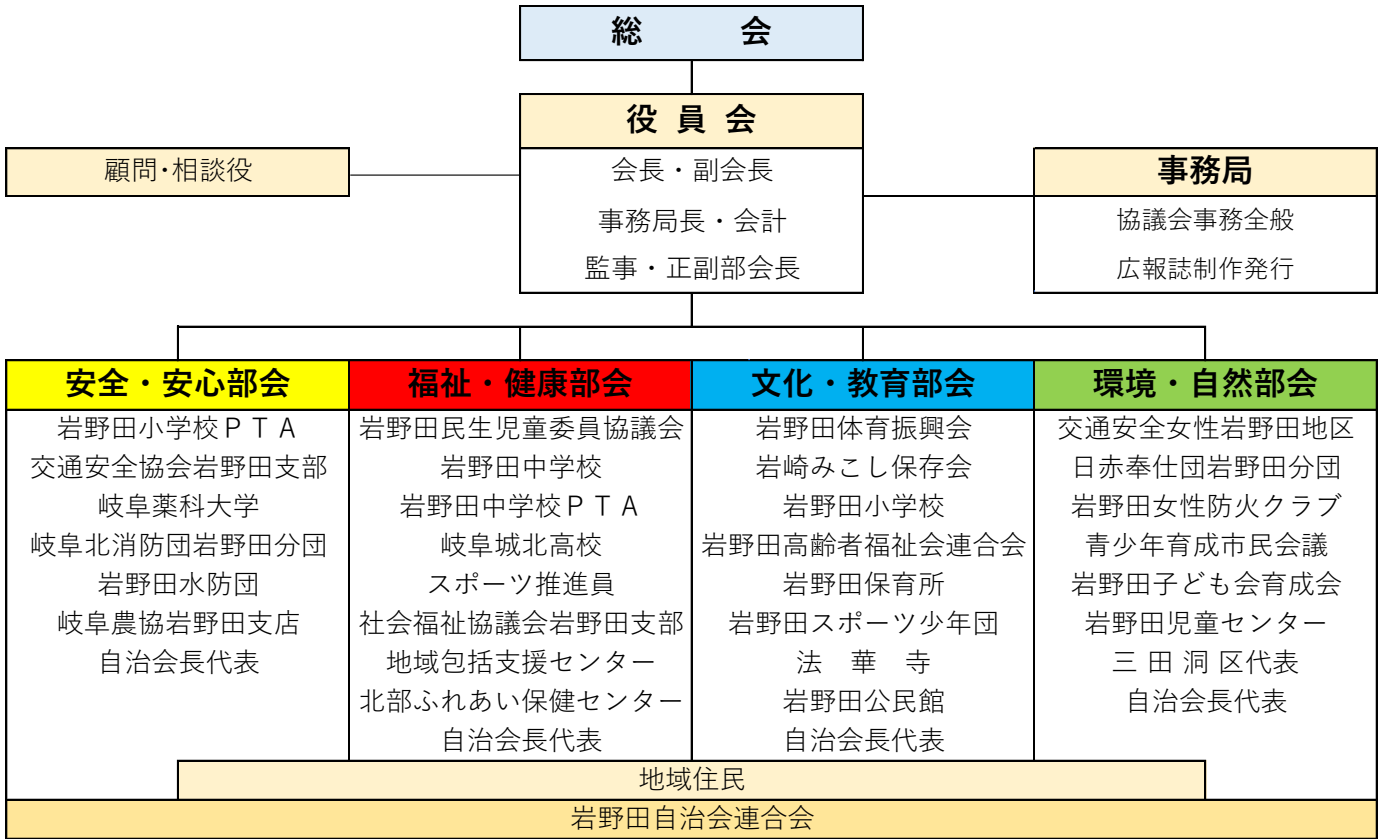 総　会
役 員 会
会長・副会長
事務局長・会計
監事・正副部会長
顧問・相談役
事務局
協議会事務全般
広報誌制作発行
安全・安心部会
岩野田小学校ＰＴＡ
交通安全協会岩野田支部
岐阜薬科大学
岐阜北消防団岩野田分団
岩野田水防団
岐阜農協岩野田支店
自治会長代表
福祉・健康部会
岩野田民生児童委員協議会
岩野田中学校
岩野田中学校ＰＴＡ
岐阜城北高校
スポーツ推進員
社会福祉協議会岩野田支部
地域包括支援センター
北部ふれあい保健センター
自治会長代表
文化・教育部会
岩野田体育振興会
岩崎みこし保存会
岩野田小学校
岩野田高齢者福祉会連合会
岩野田保育所
岩野田スポーツ少年団
法　華　寺
岩野田公民館
自治会長代表
環境・自然部会
交通安全女性岩野田地区
日赤奉仕団岩野田分団
岩野田女性防火クラブ
青少年育成市民会議
岩野田子ども会育成会
岩野田児童センター
三 田 洞 区代表
自治会長代表
地域住民
岩野田自治会連合会